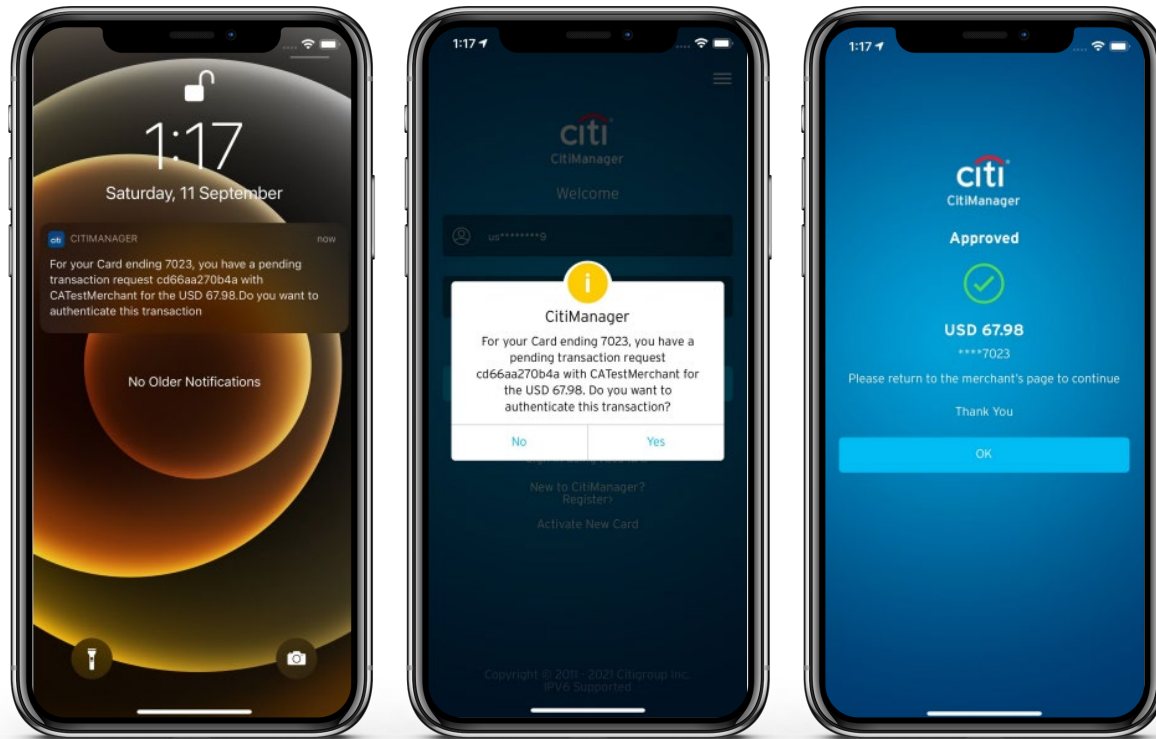 1:17
Saturday, 11 September
citi CITIMANAGER now
For your Card ending 7023, you have a pending
transaction request cd66aa270b4a with
CATestMerchant for the USD 67.98.Do you want to
authenticate this transaction
No Older Notifications
1:17
citi
CitiManager
Welcome
us********9
i
CitiManager
For your Card ending 7023, you have a
pending transaction request
cd66aa270b4a with CATestMerchant for
the USD 67.98. Do you want to
authenticate this transaction?
No Yes
New to CitiManager?
Register>
Activate New Card
Copyright © 2011 - 2021 Citigroup Inc.
IPV6 Supported
1:17
citi
CitiManager
Approved
USD 67.98
****7023
Please return to the merchant's page to continue
Thank You
OK